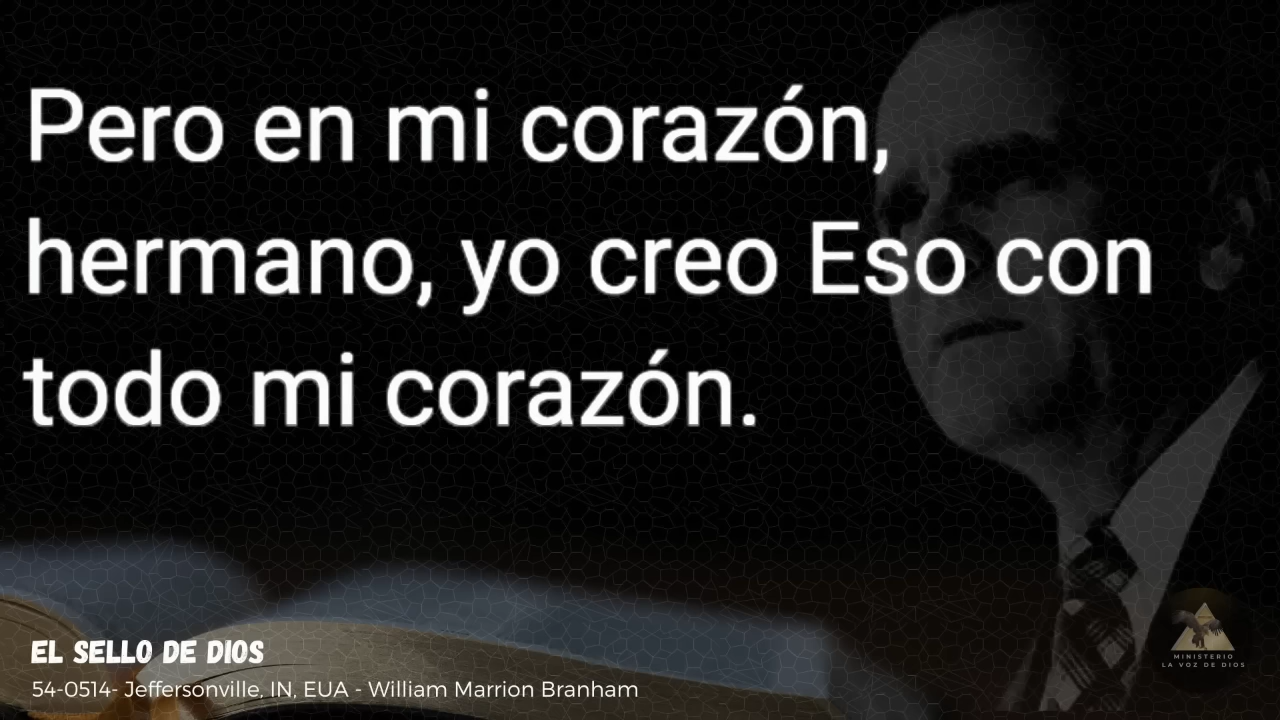 Pero en mi corazón,
hermano, yo creo Eso con
todo mi corazón.
EL SELLO DE DIOS
54-0514- Jeffersonville, IN, EUA - William Marrion Branham
MINISTERIO
LA VOZ DE DIOS